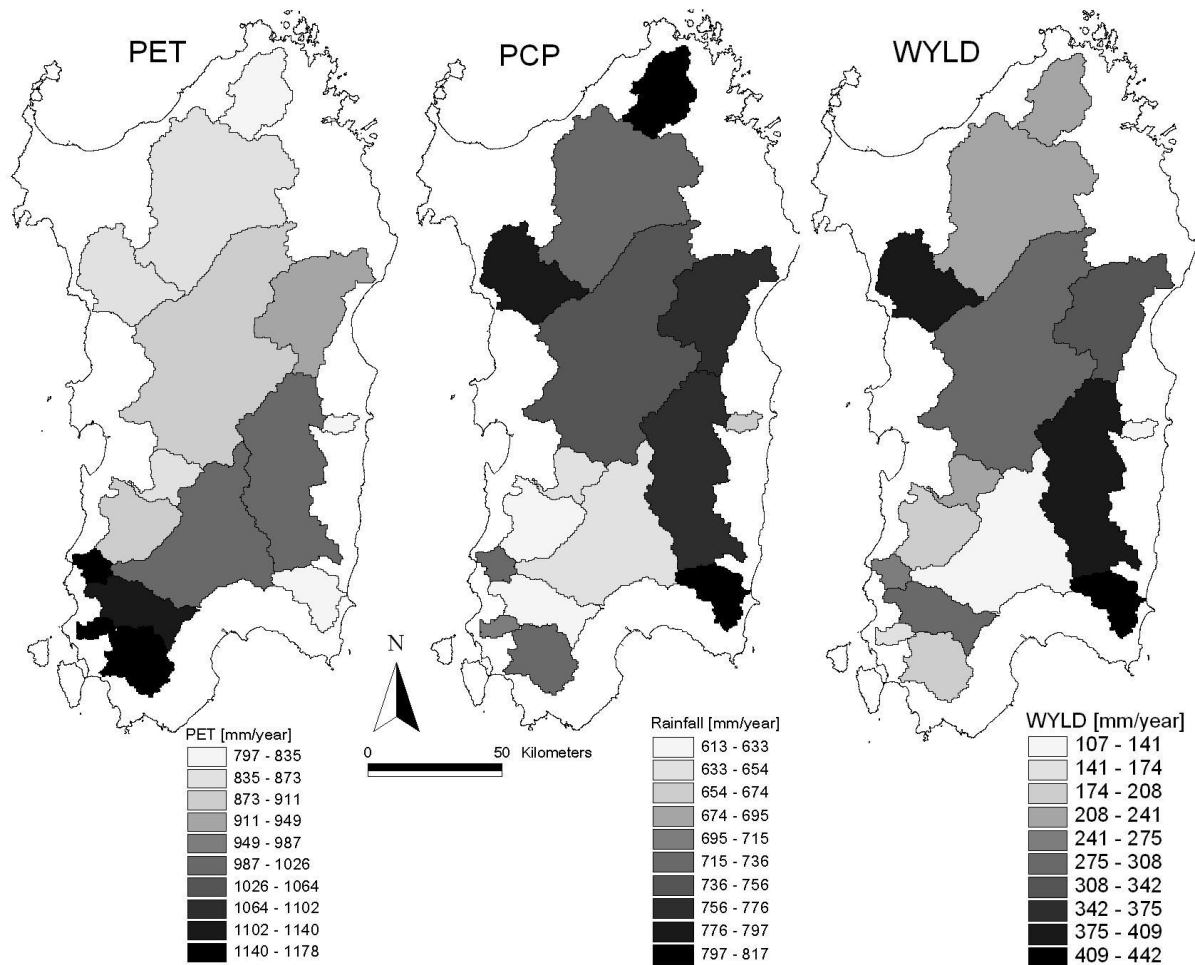 PET
PCP
WYLD
N
0 50 Kilometers
PET [mm/year]
797 - 835
835 - 873
873 - 911
911 - 949
949 - 987
987 - 1026
1026 - 1064
1064 - 1102
1102 - 1140
1140 - 1178
Rainfall [mm/year]
613 - 633
633 - 654
654 - 674
674 - 695
695 - 715
715 - 736
736 - 756
756 - 776
776 - 797
797 - 817
WYLD [mm/year]
107 - 141
141 - 174
174 - 208
208 - 241
241 - 275
275 - 308
308 - 342
342 - 375
375 - 409
409 - 442